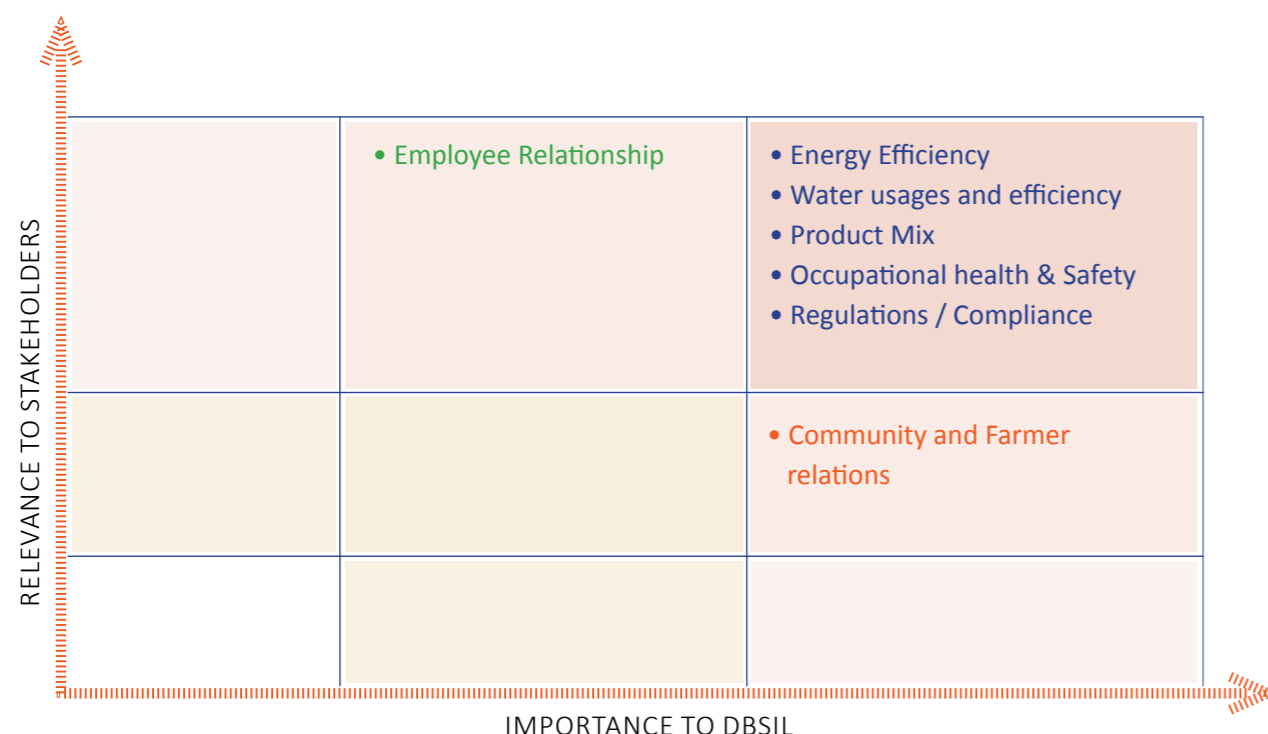 RELEVANCE TO STAKEHOLDERS
• Employee Relationship
• Energy Efficiency
• Water usages and efficiency
• Product Mix
• Occupational health & Safety
• Regulations / Compliance
• Community and Farmer
relations
IMPORTANCE TO DBSIL